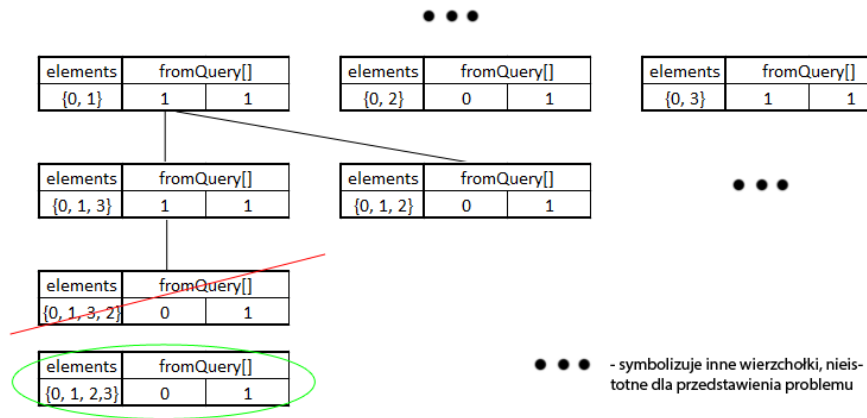 elements fromQuery[] elements fromQuery[] elements fromQuery[]
{0, 1} 1 1 {0, 2} 0 1 {0, 3} 1 1
elements fromQuery[] elements fromQuery[]
{0, 1, 3} 1 1 {0, 1, 2} 0 1
elements fromQuery[]
{0, 1, 3, 2} 0 1
elements fromQuery[]
{0, 1, 2,3} 0 1
- symbolizuje inne wierzchołki, nieis-
totne dla przedstawienia problemu